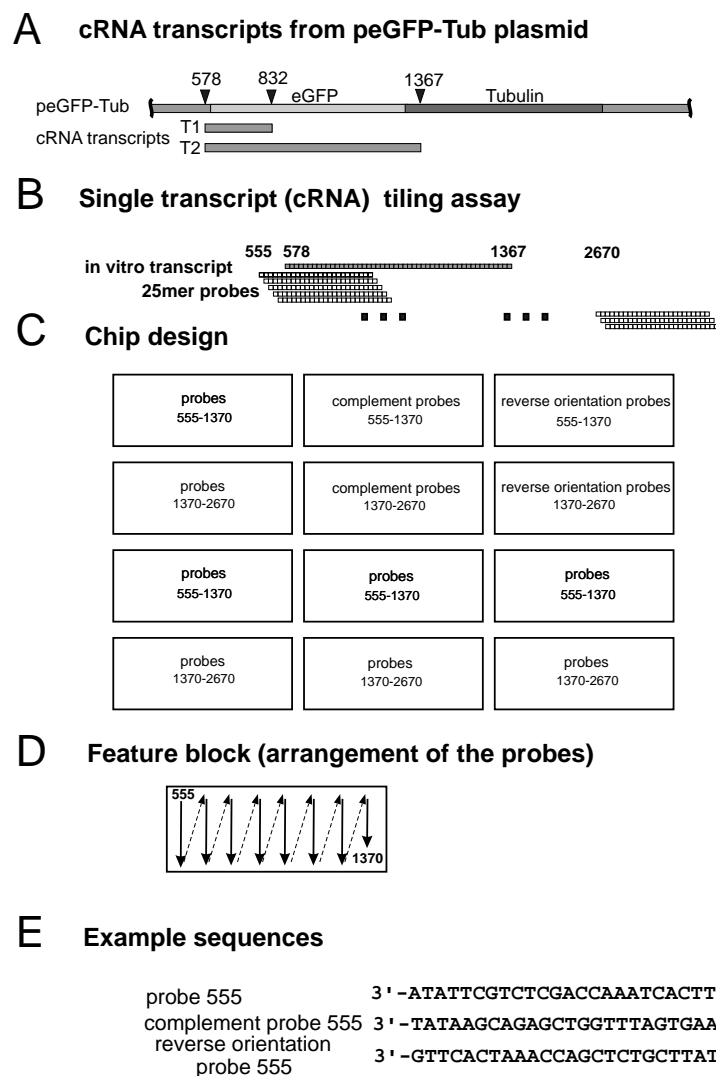 A cRNA transcripts from peGFP-Tub plasmid
578 832 1367
peGFP-Tub eGFP Tubulin
cRNA transcripts T1
T2
B Single transcript (cRNA) tiling assay
555 578 1367 2670
in vitro transcript
25mer probes
C Chip design
probes complement probes reverse orientation probes
555-1370 555-1370 555-1370
probes complement probes reverse orientation probes
1370-2670 1370-2670 1370-2670
probes probes probes
555-1370 555-1370 555-1370
probes probes probes
1370-2670 1370-2670 1370-2670
D Feature block (arrangement of the probes)
555
1370
E Example sequences
probe 555 3'-ATATTCGTCTCGACCAAATCACTT
complement probe 555 3'-TATAAGCAGAGCTGGTTTAGTGAA
reverse orientation
probe 555 3'-GTTCACTAAACCAGCTCTGCTTAT